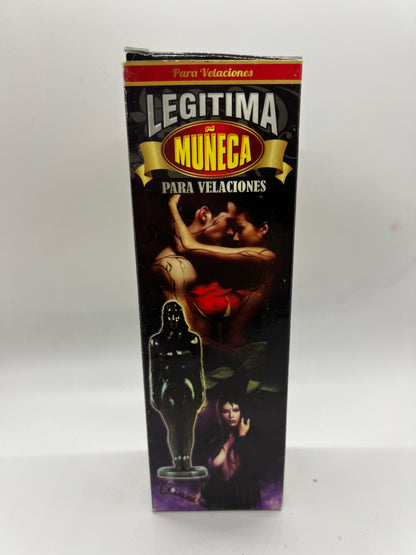 Para Velaciones
LEGITIMA
MUÑECA
PARA VELACIONES